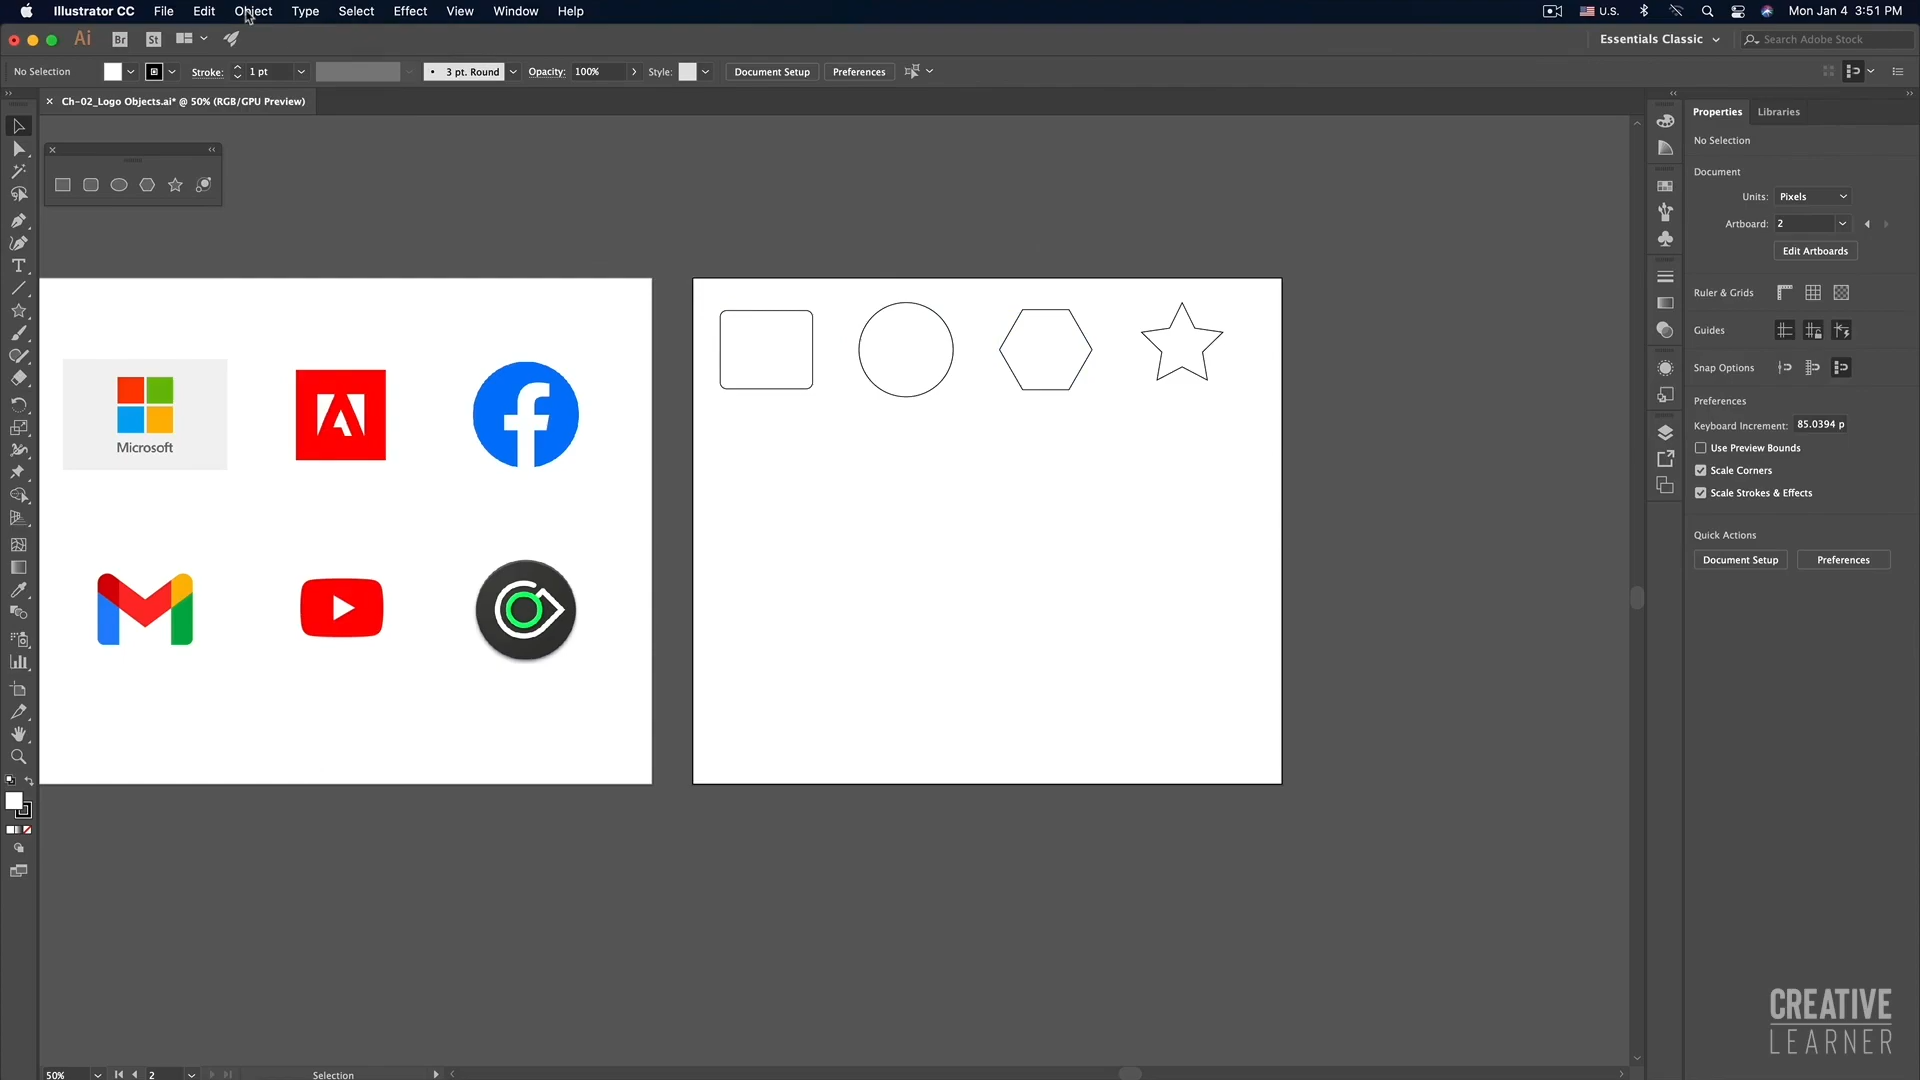 Illustrator CC File Edit Object Type Select Effect View Window Help
U.S. Mon Jan 4 3:51 PM
Ai Br St
Essentials Classic Search Adobe Stock
No Selection Stroke: 1 pt 3 pt. Round Opacity: 100% Style: Document Setup Preferences
Ch-02_Logo Objects.ai* @ 50% (RGB/GPU Preview)
Properties Libraries
No Selection
Document
Units: Pixels
Artboard: 2
Edit Artboards
Ruler & Grids
Guides
Snap Options
Preferences
Keyboard Increment: 85.0394 p
Use Preview Bounds
Scale Corners
Scale Strokes & Effects
Quick Actions
Document Setup Preferences
Microsoft
CREATIVE
LEARNER
50% 2 Selection